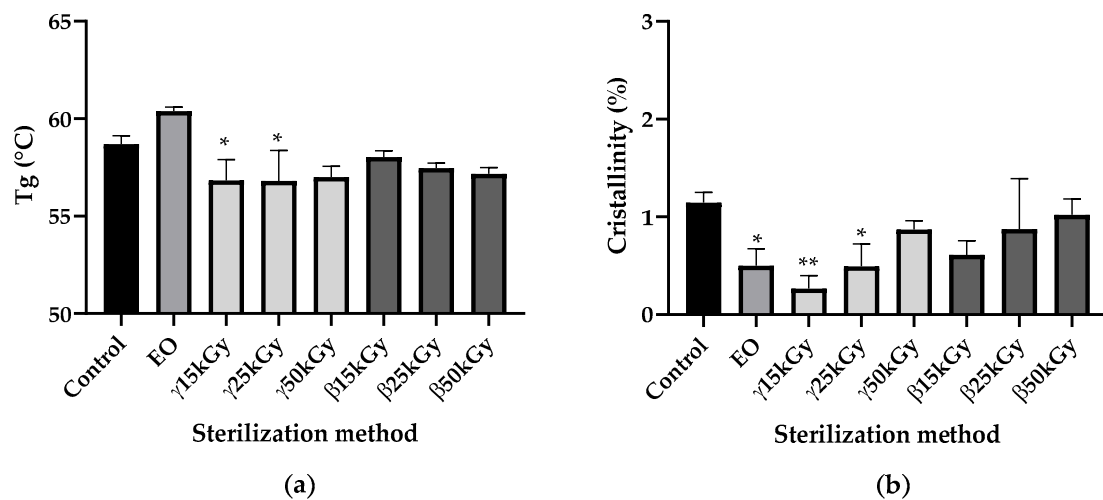 65
60
55
50
Tg (°C)
*
*
Control
EO
γ15kGy
γ25kGy
γ50kGy
β15kGy
β25kGy
β50kGy
Sterilization method
(a)
3
2
1
0
Cristallinity (%)
*
**
*
Control
EO
γ15kGy
γ25kGy
γ50kGy
β15kGy
β25kGy
β50kGy
Sterilization method
(b)